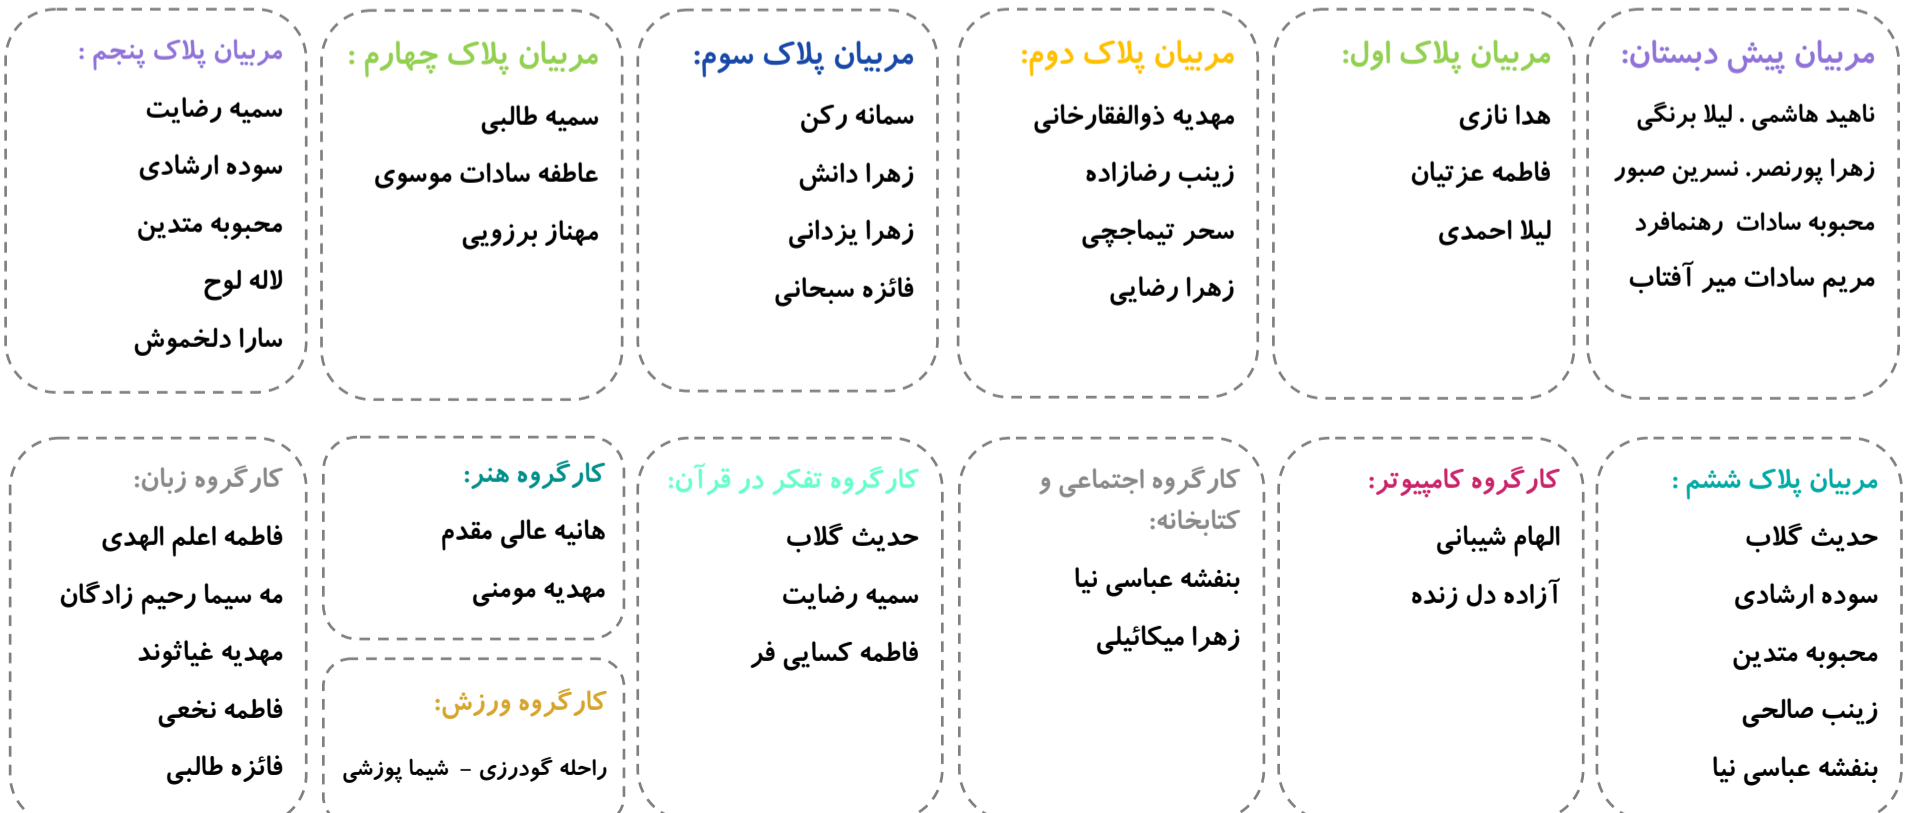 مربیان پیش دبستان:
ناهید هاشمی . لیلا برنگی
زهرا پورنصر. نسرین صبور
محبوبه سادات رهنمافرد
مریم سادات میر آفتاب
مربیان پلاک اول:
هدا نازی
فاطمه عزتیان
لیلا احمدی
مربیان پلاک دوم:
مهدیه ذوالفقارخانی
زینب رضازاده
سحر تیماجچی
زهرا رضایی
مربیان پلاک سوم:
سمانه رکن
زهرا دانش
زهرا یزدانی
فائزه سبحانی
مربیان پلاک چهارم :
سمیه طالبی
عاطفه سادات موسوی
مهناز برزویی
مربیان پلاک پنجم :
سمیه رضایت
سوده ارشادی
محبوبه متدین
لاله لوح
سارا دلخموش
مربیان پلاک ششم :
حدیث گلاب
سوده ارشادی
محبوبه متدین
زینب صالحی
بنفشه عباسی نیا
کارگروه کامپیوتر:
الهام شیبانی
آزاده دل زنده
کارگروه اجتماعی و
کتابخانه:
بنفشه عباسی نیا
زهرا میکائیلی
کارگروه تفکر در قرآن:
حدیث گلاب
سمیه رضایت
فاطمه کسایی فر
کارگروه هنر:
هانیه عالی مقدم
مهدیه مومنی
کارگروه ورزش:
راحله گودرزی – شیما پوزشی
کارگروه زبان:
فاطمه اعلم الهدی
مه سیما رحیم زادگان
مهدیه غیاثوند
فاطمه نخعی
فائزه طالبی